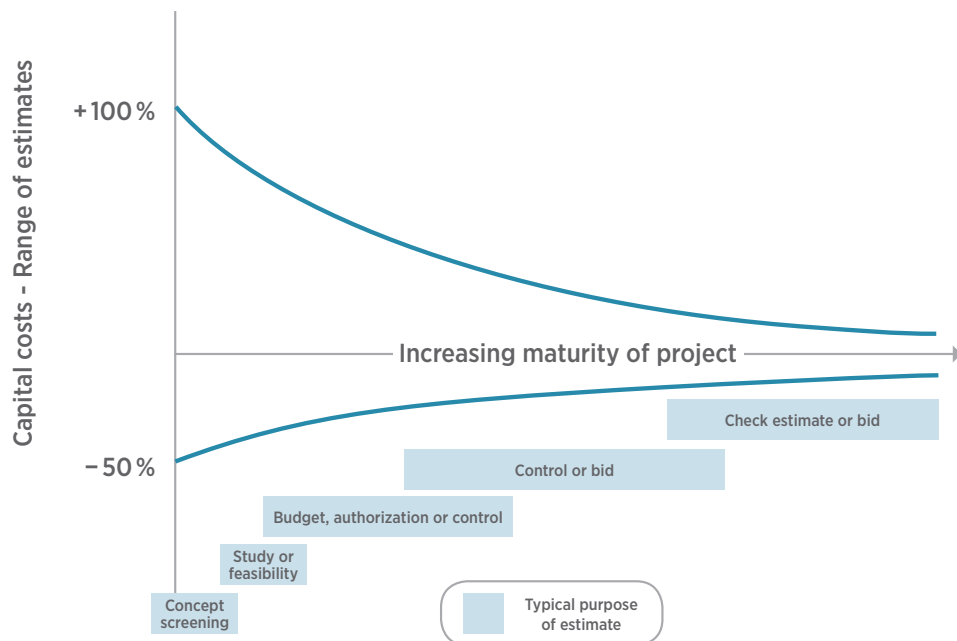 Capital costs - Range of estimates
+100 %
Increasing maturity of project
Check estimate or bid
−50 %
Control or bid
Budget, authorization or control
Study or
feasibility
Concept
screening
Typical purpose
of estimate